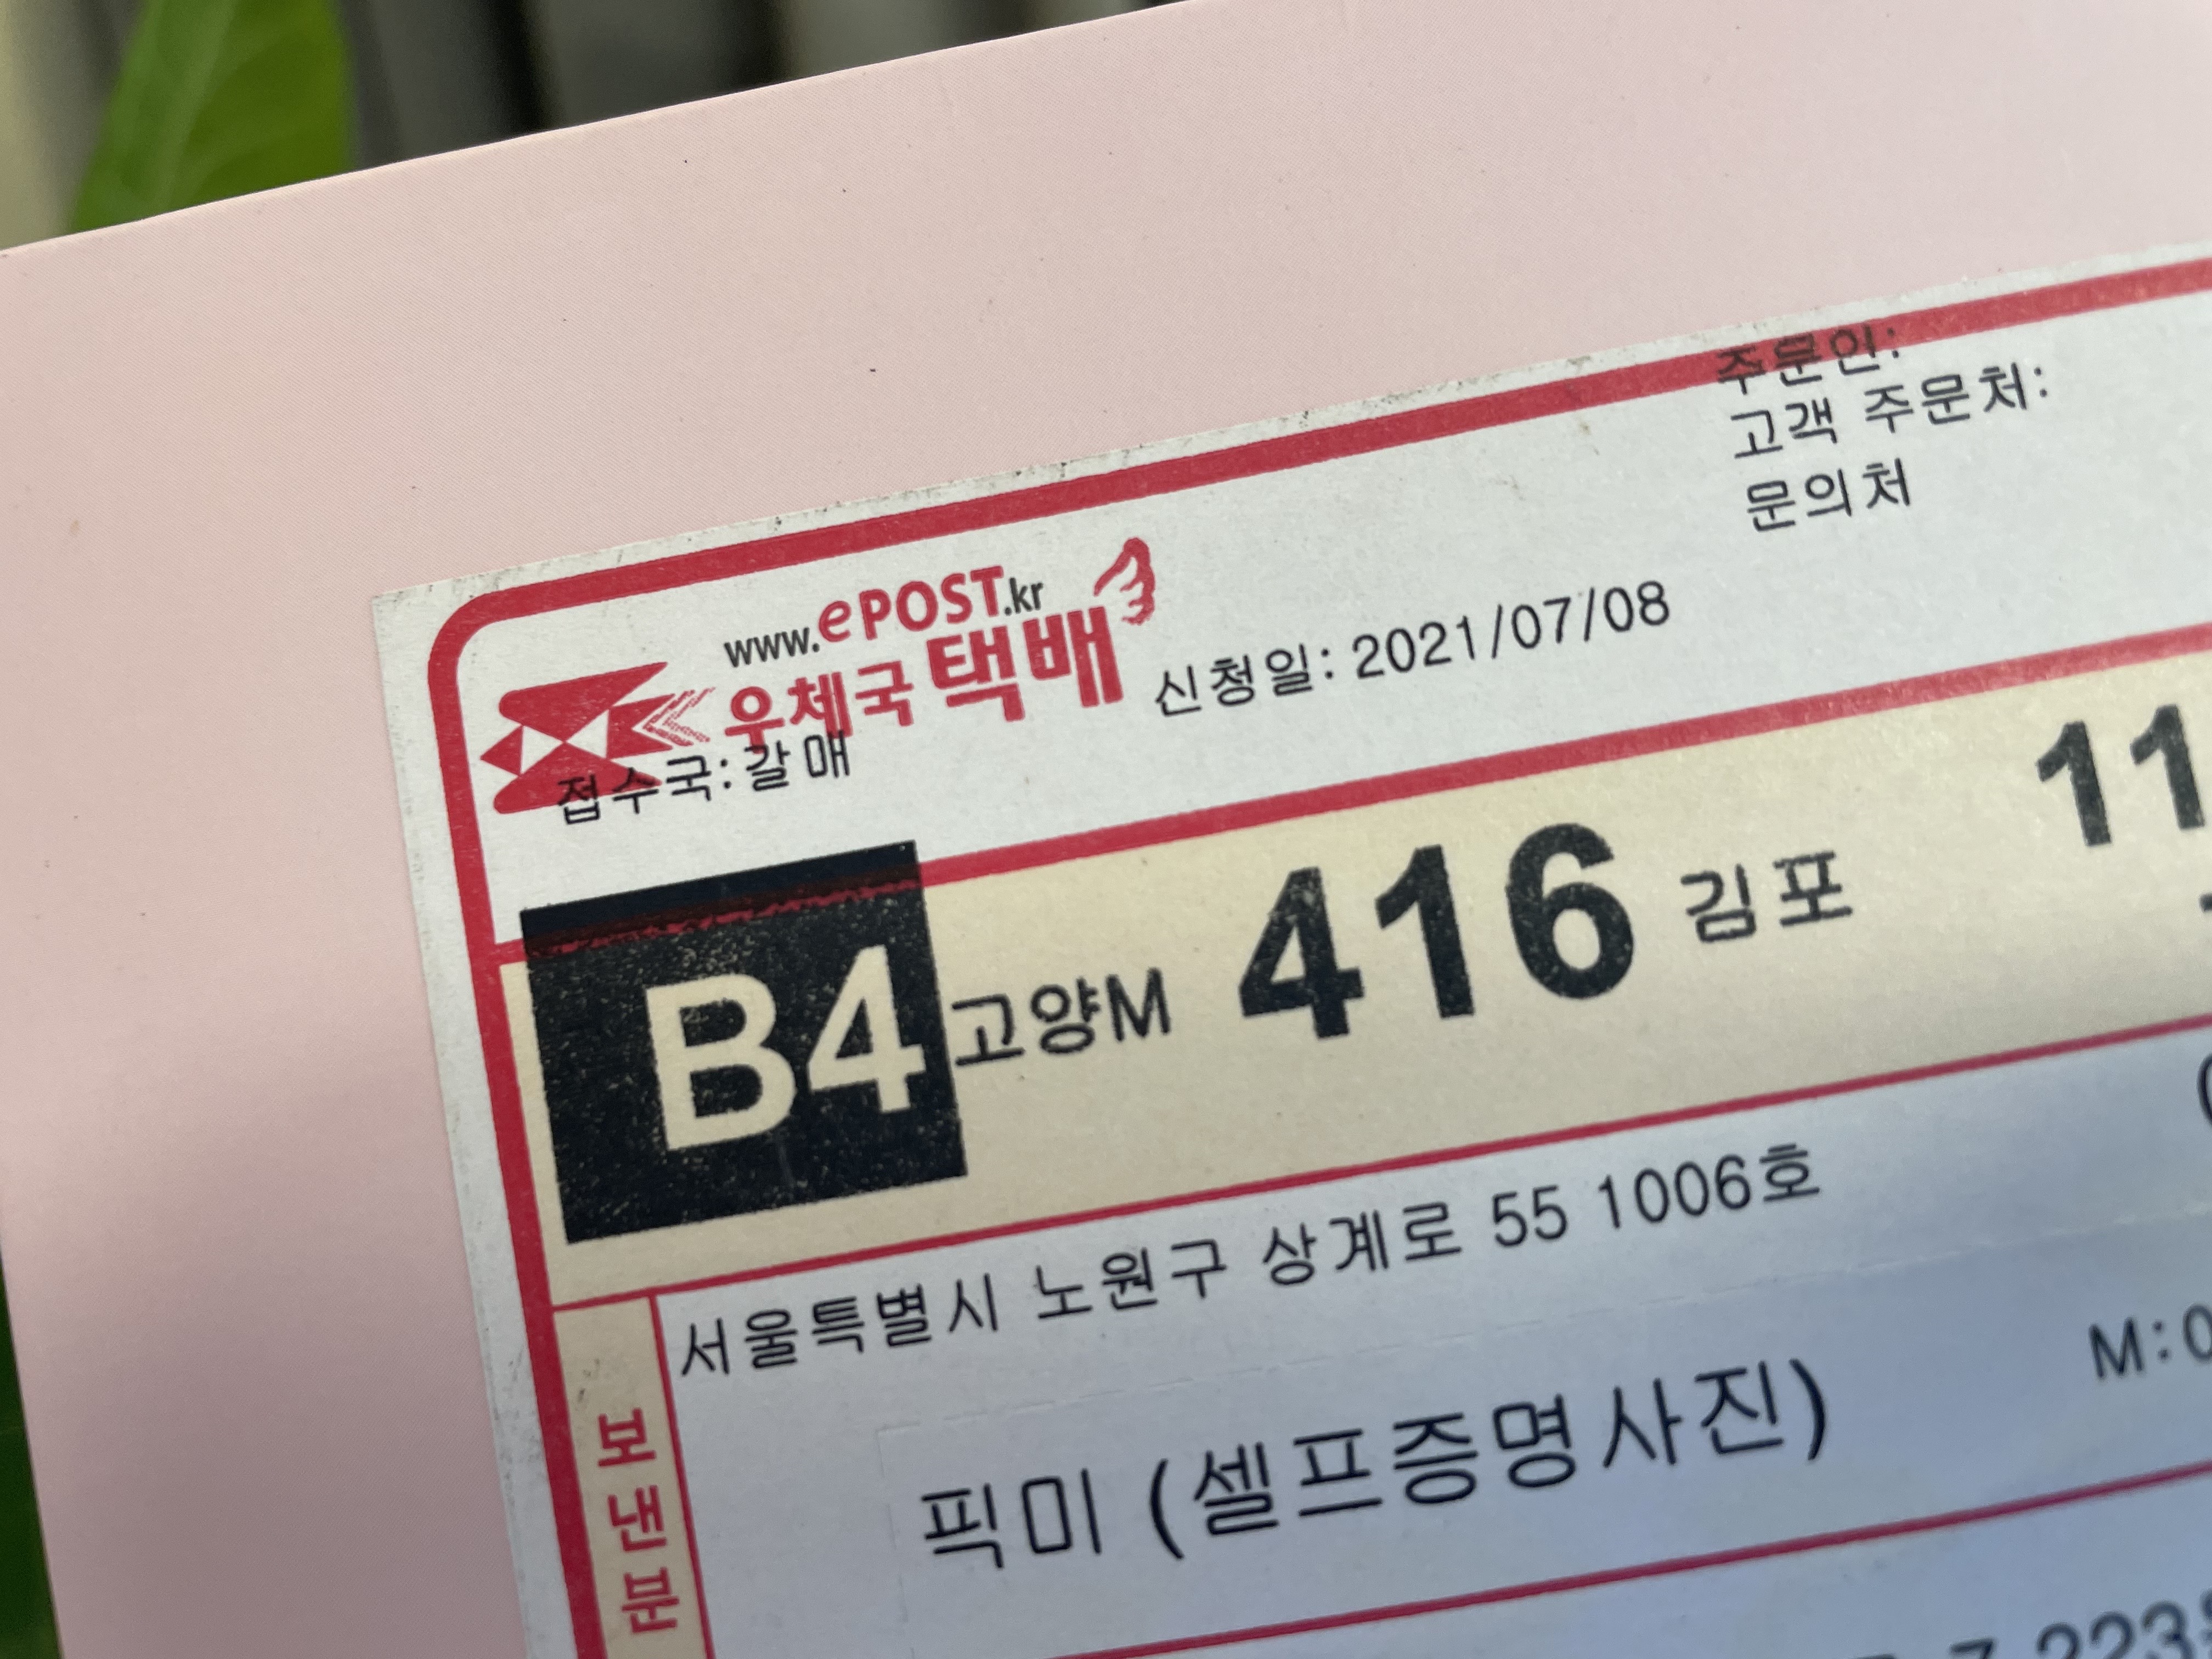 주문인:
고객 주문처:
문의처
www.ePOST.kr
우체국 택배
신청일: 2021/07/08
접수국: 갈매
B4 고양M 416 김포 11
서울특별시 노원구 상계로 55 1006호
M:0
픽미 (셀프증명사진)
보낸분